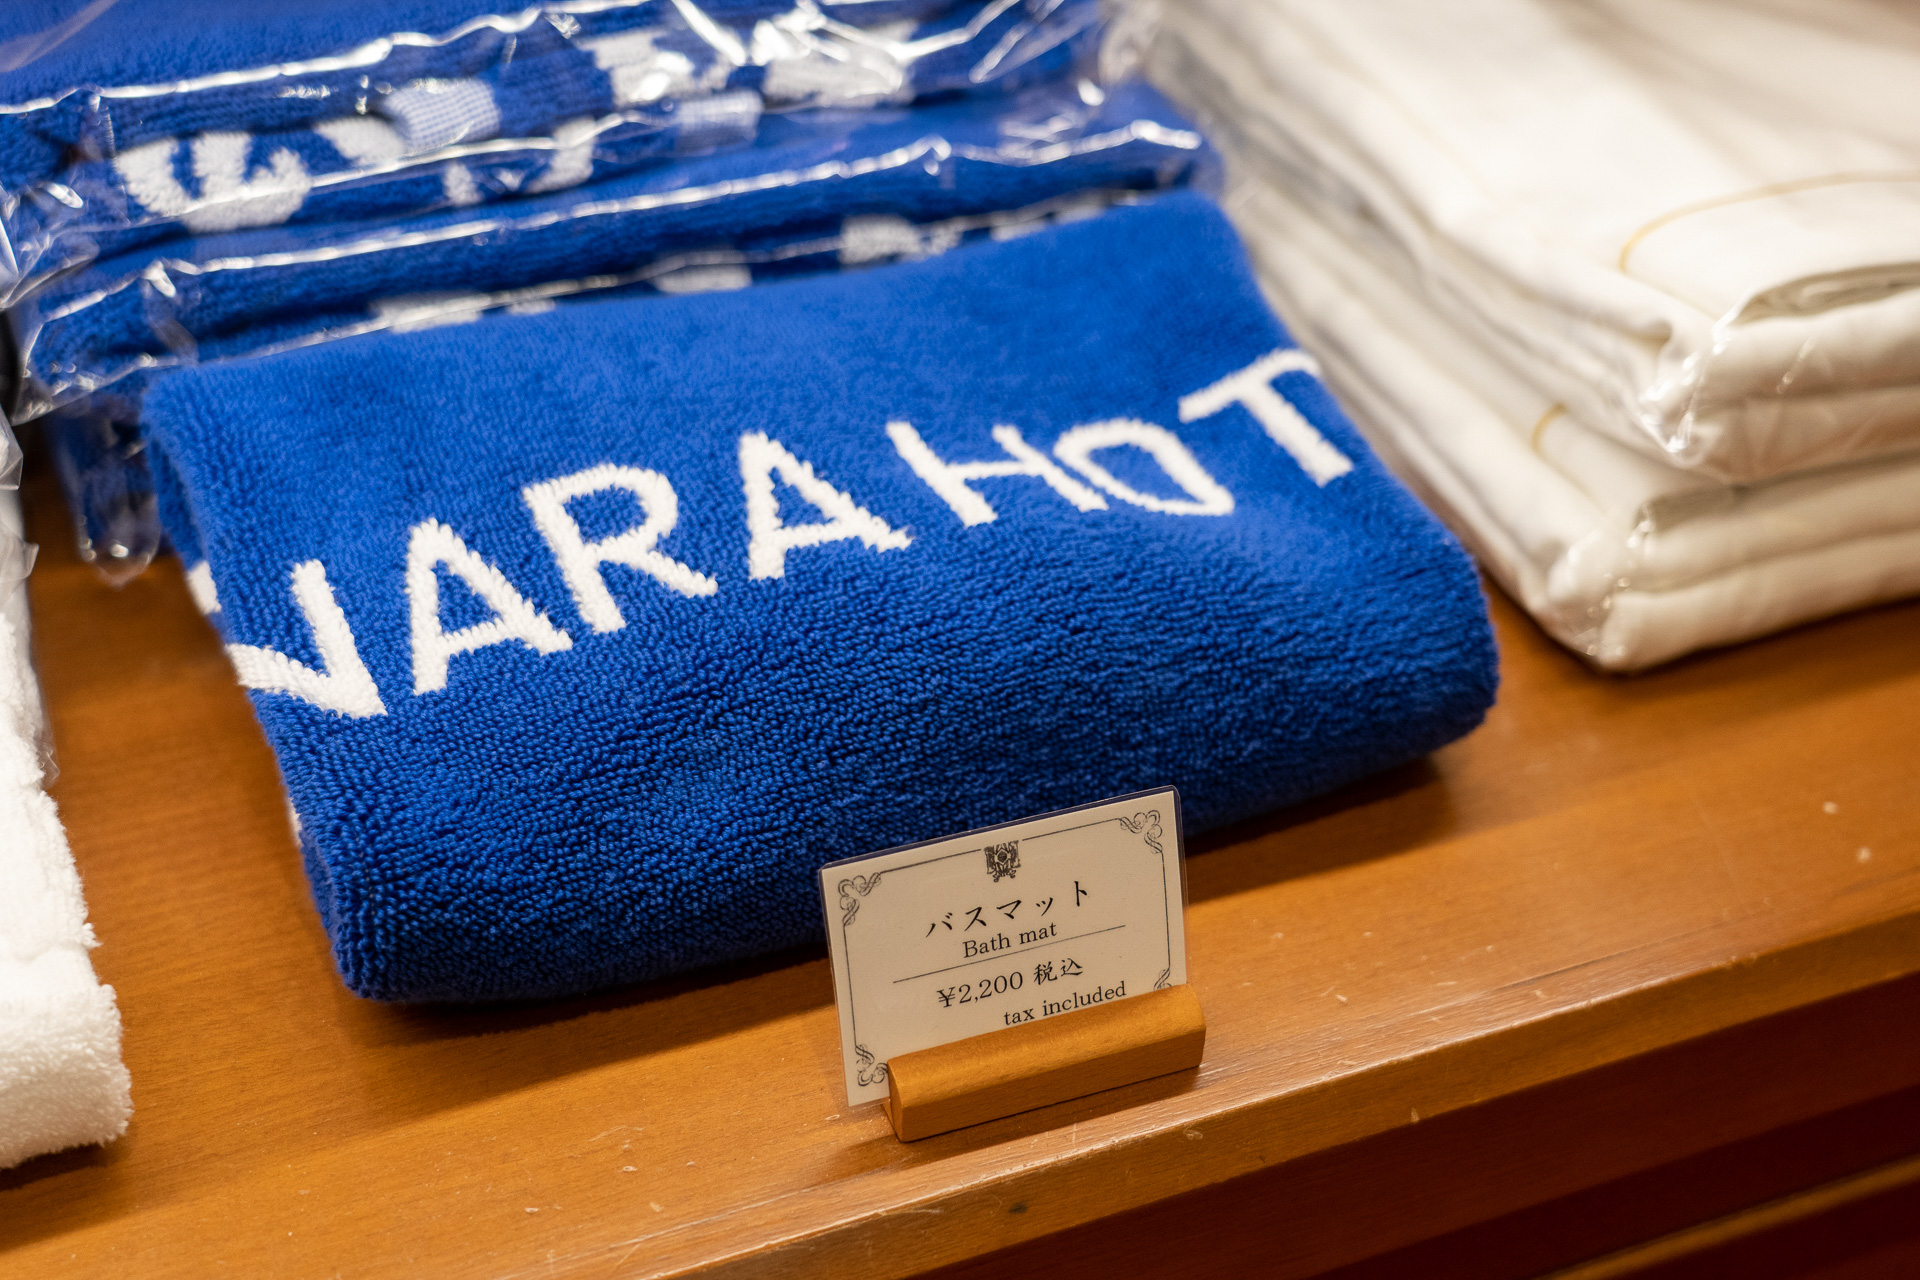 NARA HOT
バスマット
Bath mat
¥2,200 税込
tax included